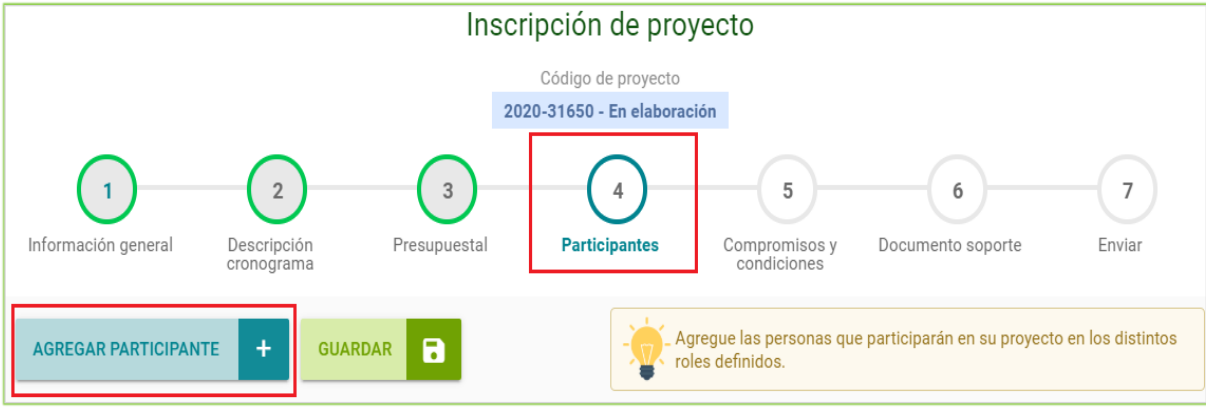 Inscripción de proyecto
Código de proyecto
2020-31650 - En elaboración
1
2
3
4
5
6
7
Información general
Descripción
cronograma
Presupuestal
Participantes
Compromisos y
condiciones
Documento soporte
Enviar
AGREGAR PARTICIPANTE +
GUARDAR
Agregue las personas que participarán en su proyecto en los distintos
roles definidos.